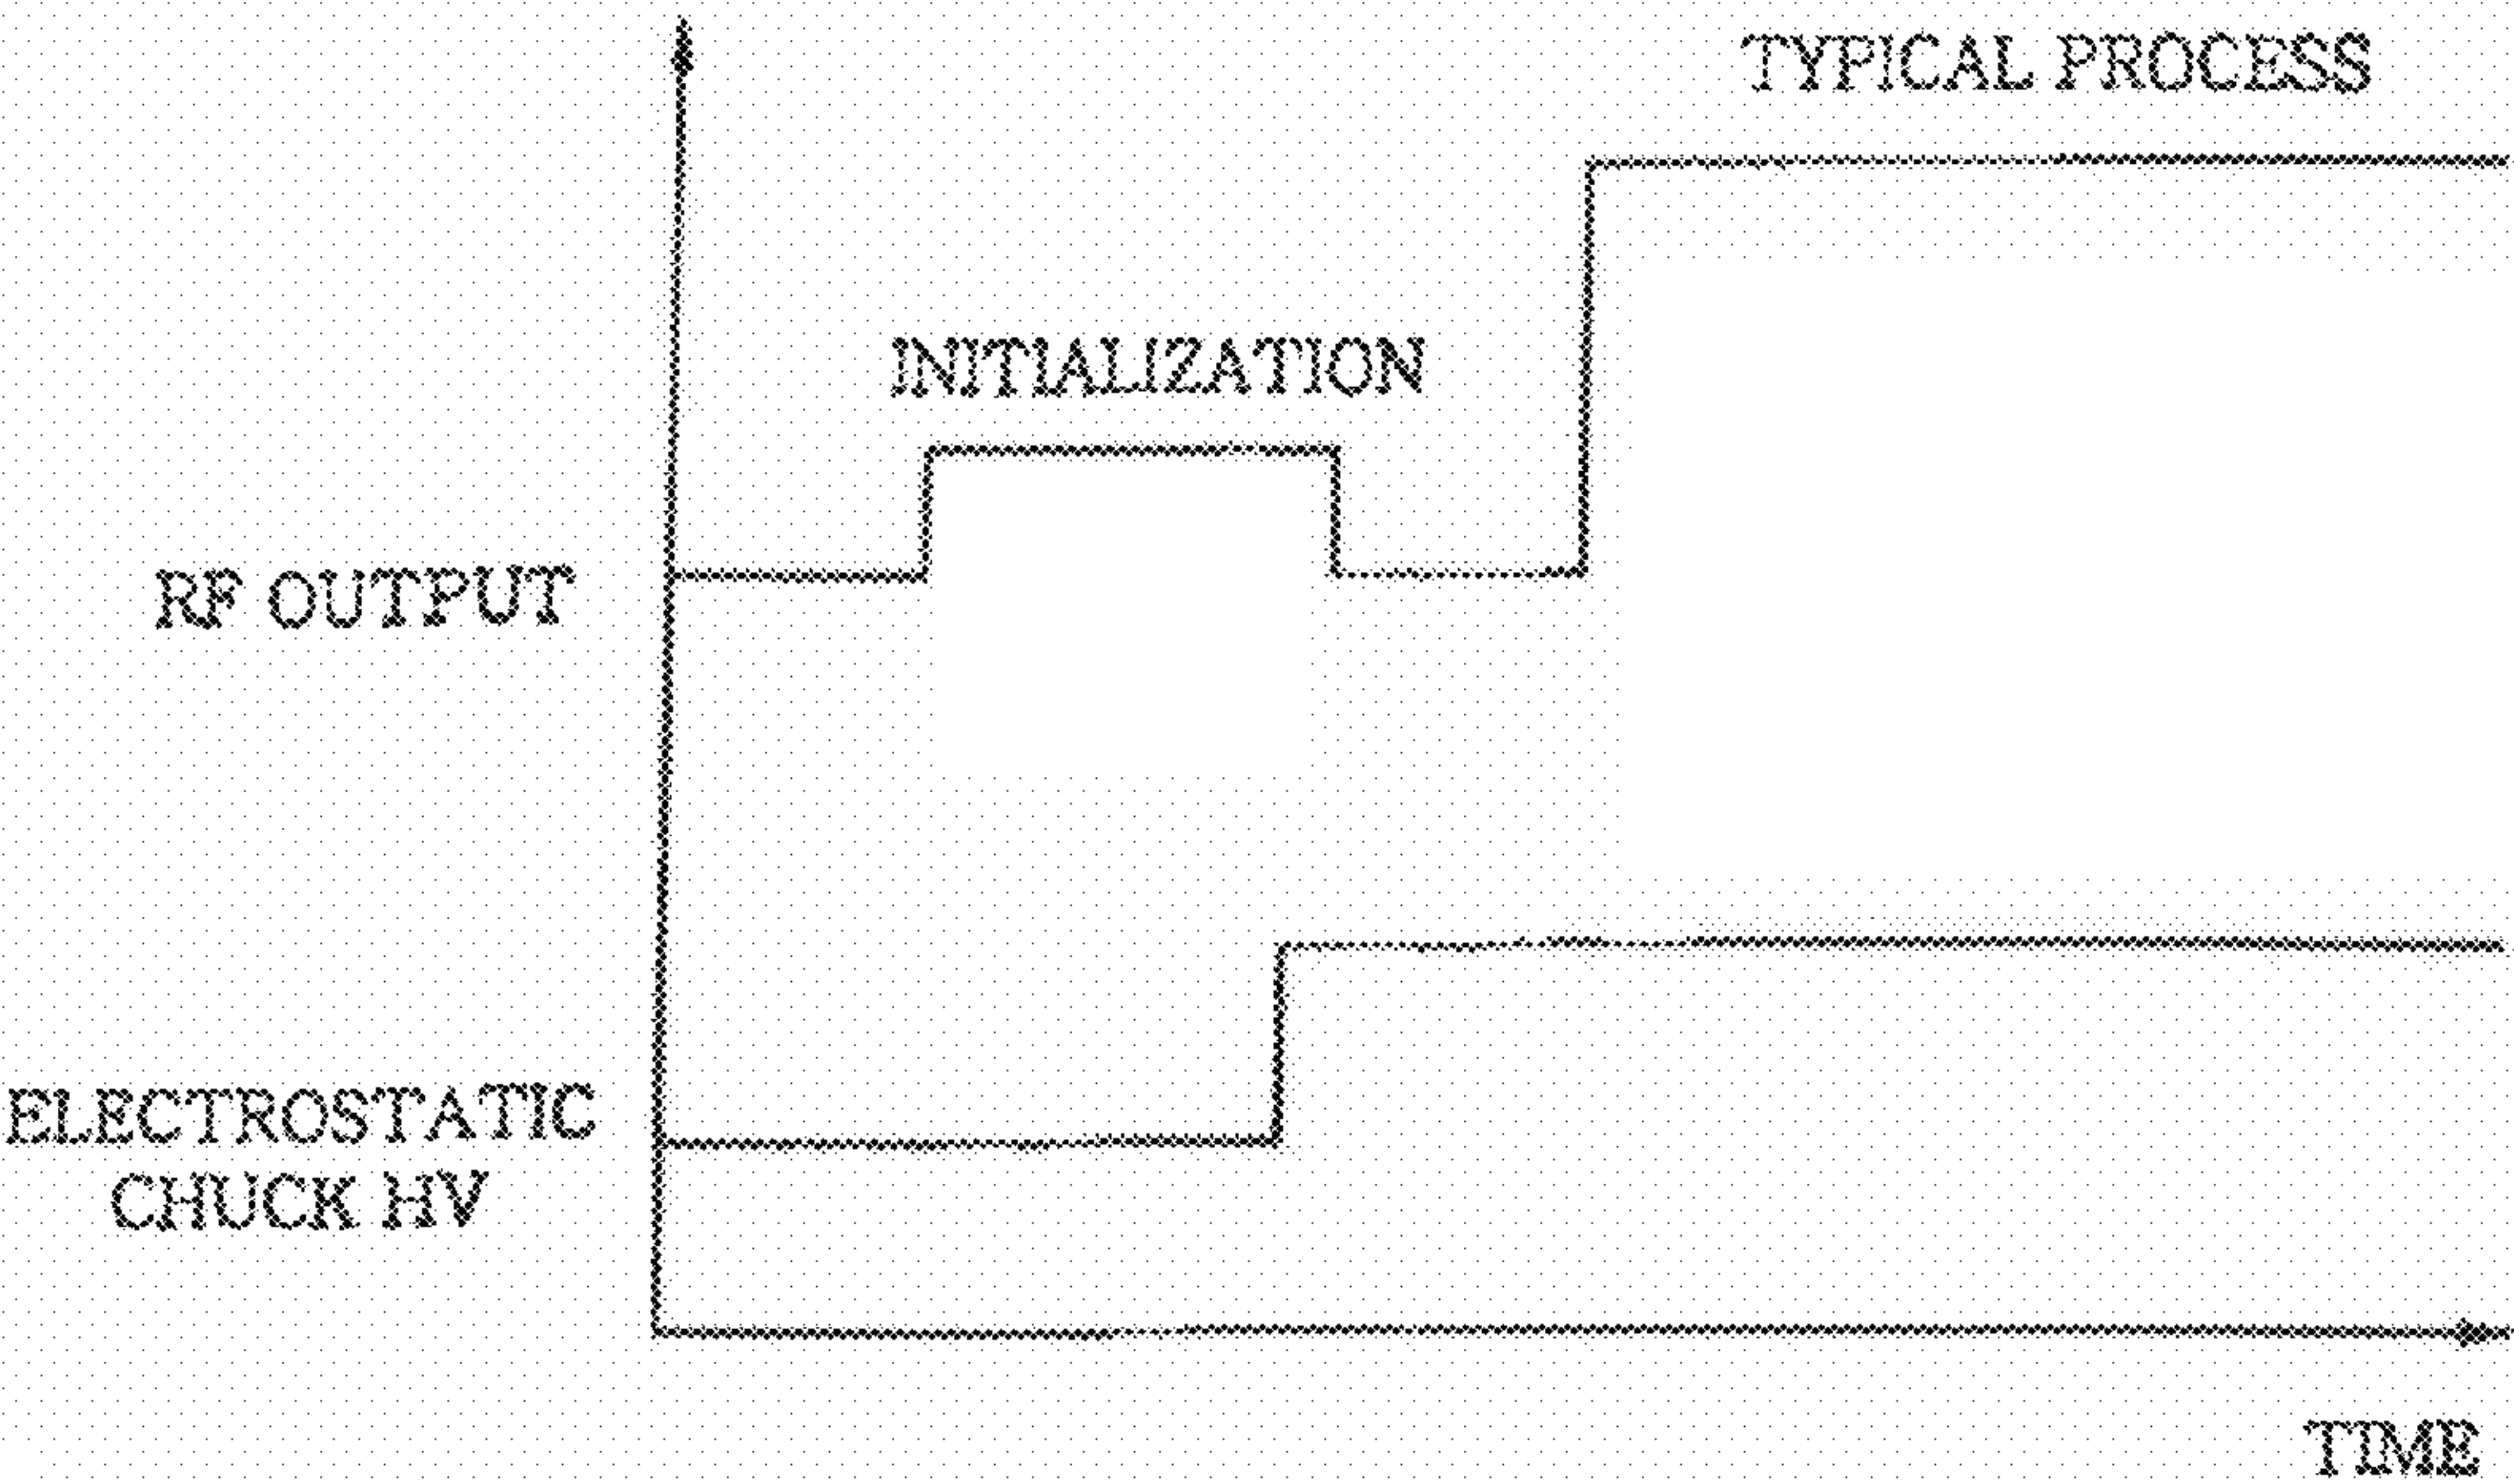 TYPICAL PROCESS
INITIALIZATION
RF OUTPUT
ELECTROSTATIC
CHUCK HV
TIME